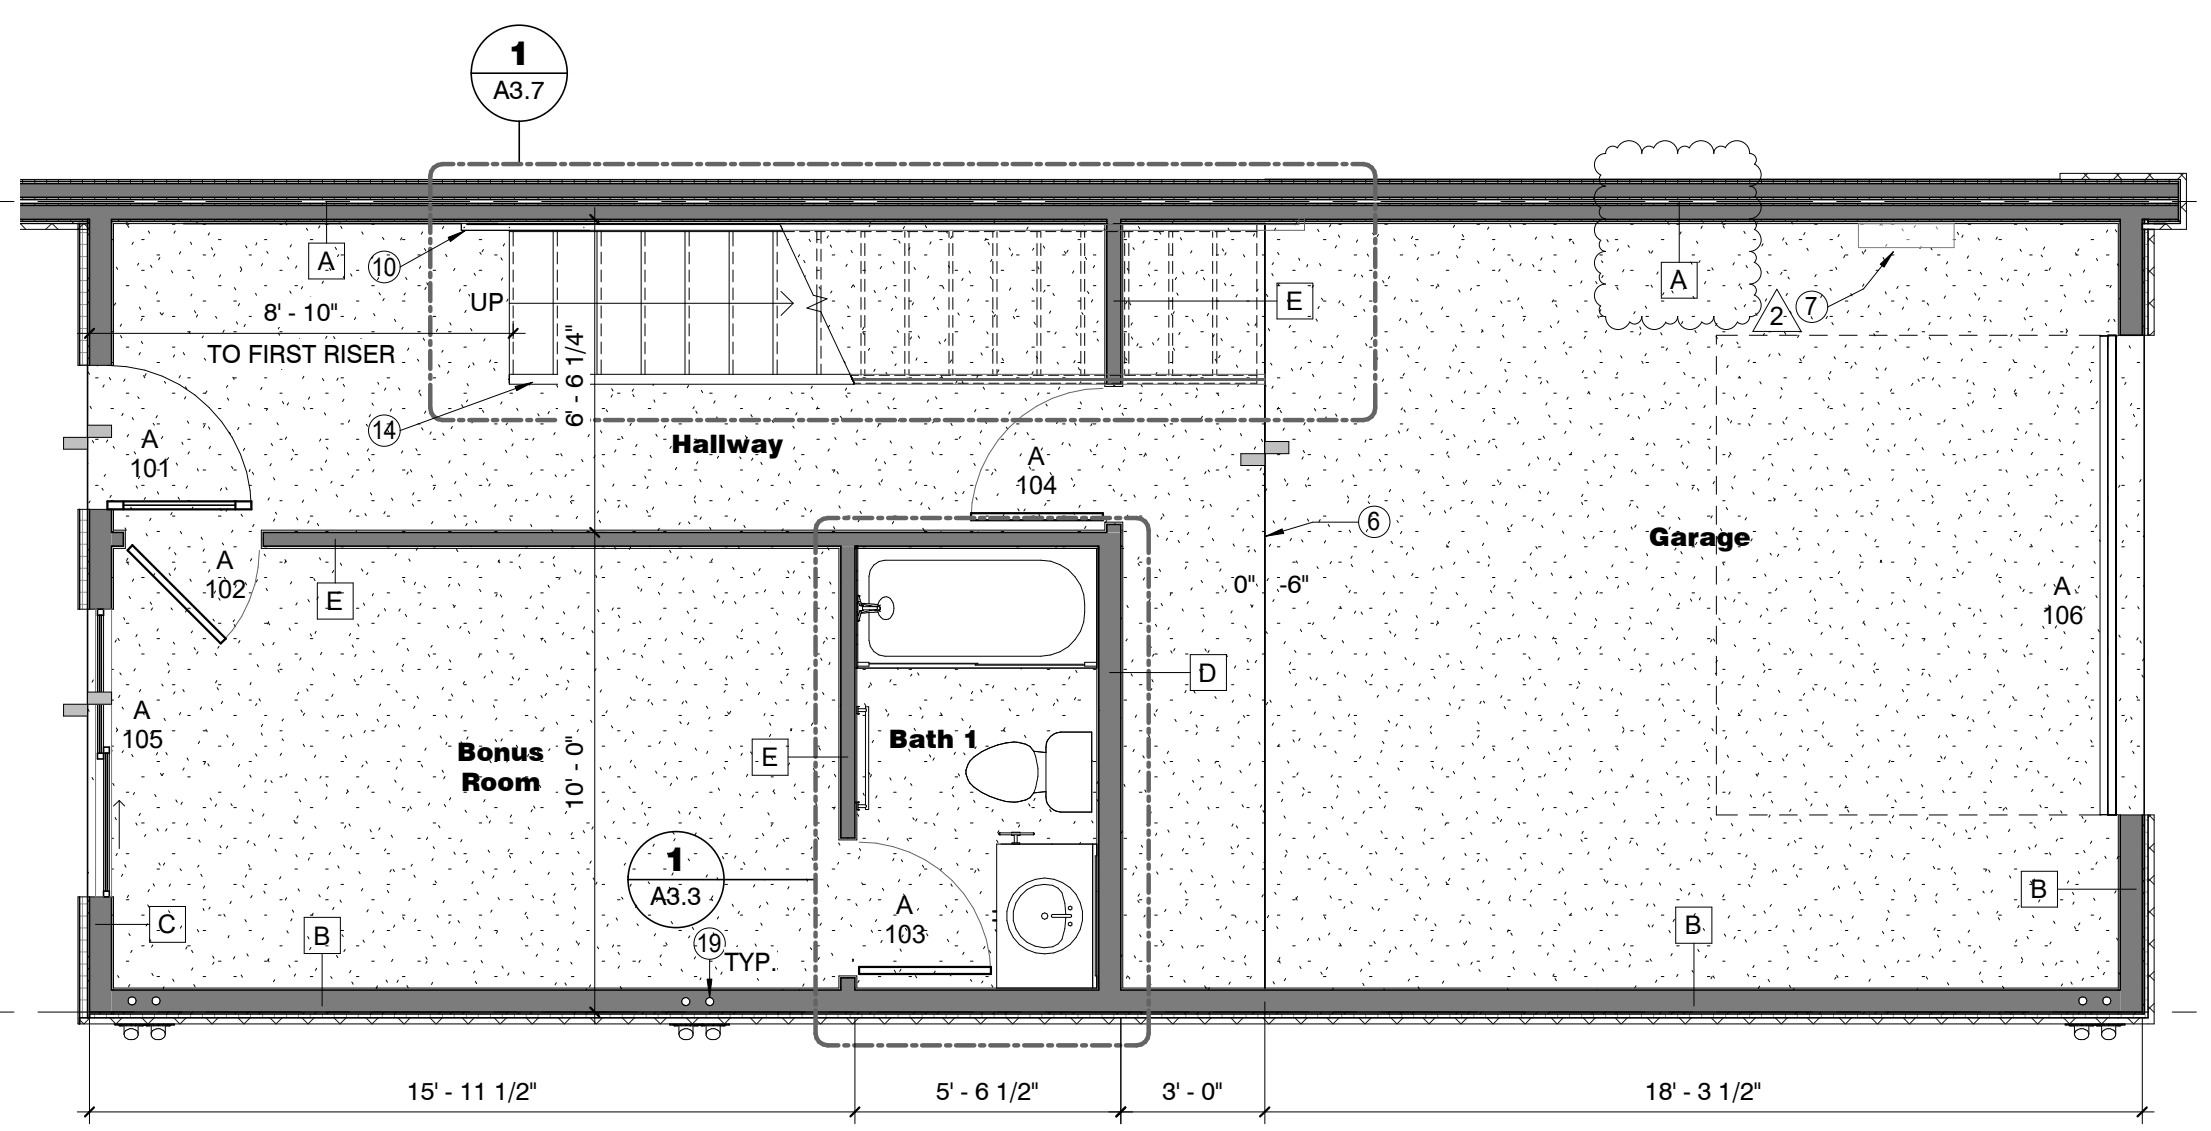 1
A3.7
A
10
UP
8' - 10"
TO FIRST RISER
6' - 6 1/4"
E
A
2
7
14
Hallway
A
101
A
104
6
Garage
A
102
E
0"
-6"
A
106
D
A
105
Bonus
Room
10' - 0"
E
Bath 1
1
A3.3
C
B
19
TYP.
A
103
B
B
15' - 11 1/2"
5' - 6 1/2"
3' - 0"
18' - 3 1/2"